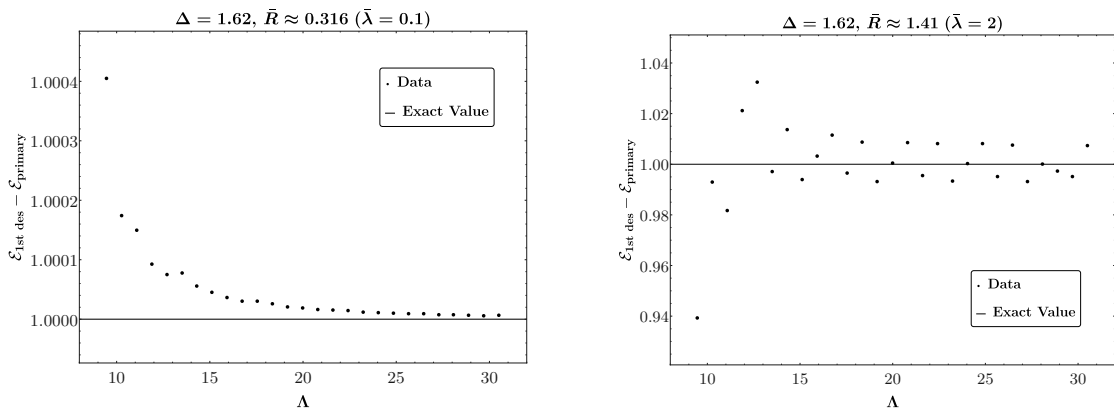 Δ = 1.62, R̄ ≈ 0.316 (λ̄ = 0.1)
ℰ1st des − ℰprimary
1.0004
1.0003
1.0002
1.0001
1.0000
Data
Exact Value
10 15 20 25 30
Λ
Δ = 1.62, R̄ ≈ 1.41 (λ̄ = 2)
ℰ1st des − ℰprimary
1.04
1.02
1.00
0.98
0.96
0.94
Data
Exact Value
10 15 20 25 30
Λ